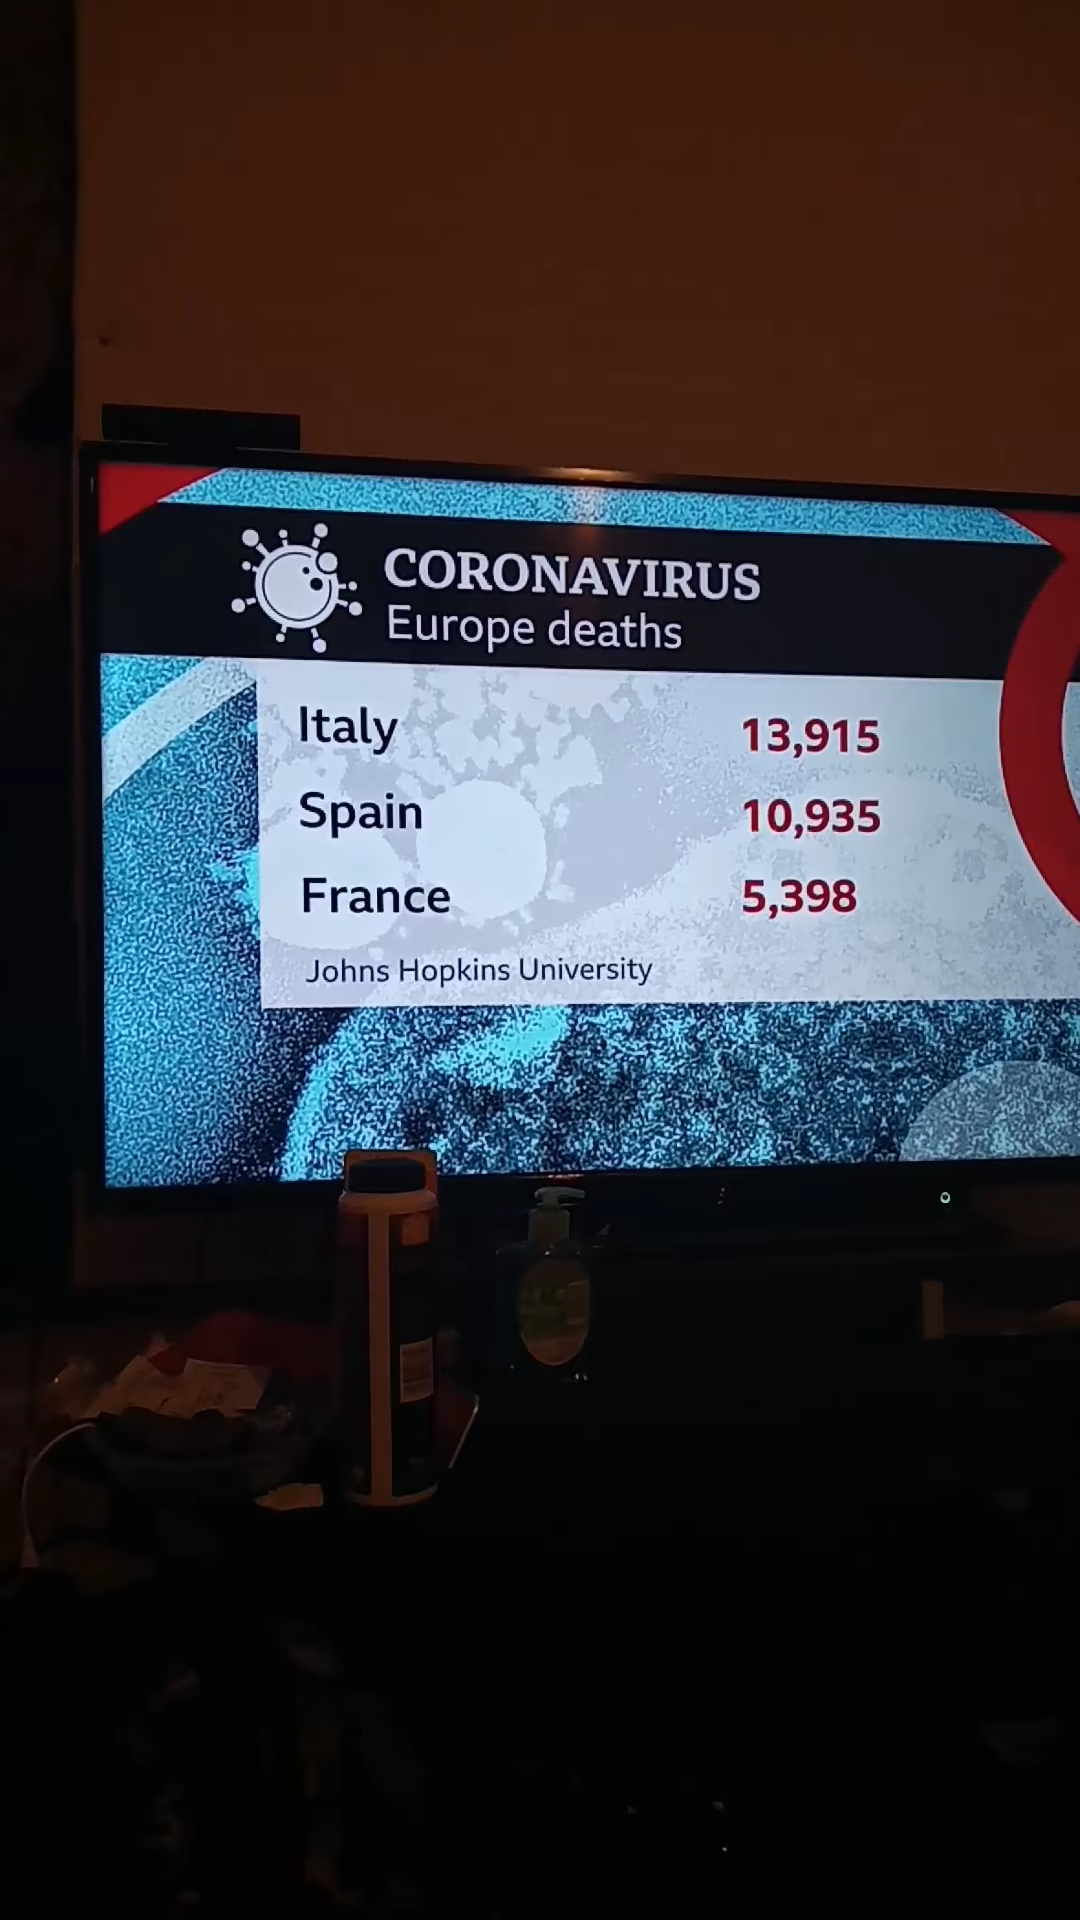 CORONAVIRUS
Europe deaths
Italy 13,915
Spain 10,935
France 5,398
Johns Hopkins University